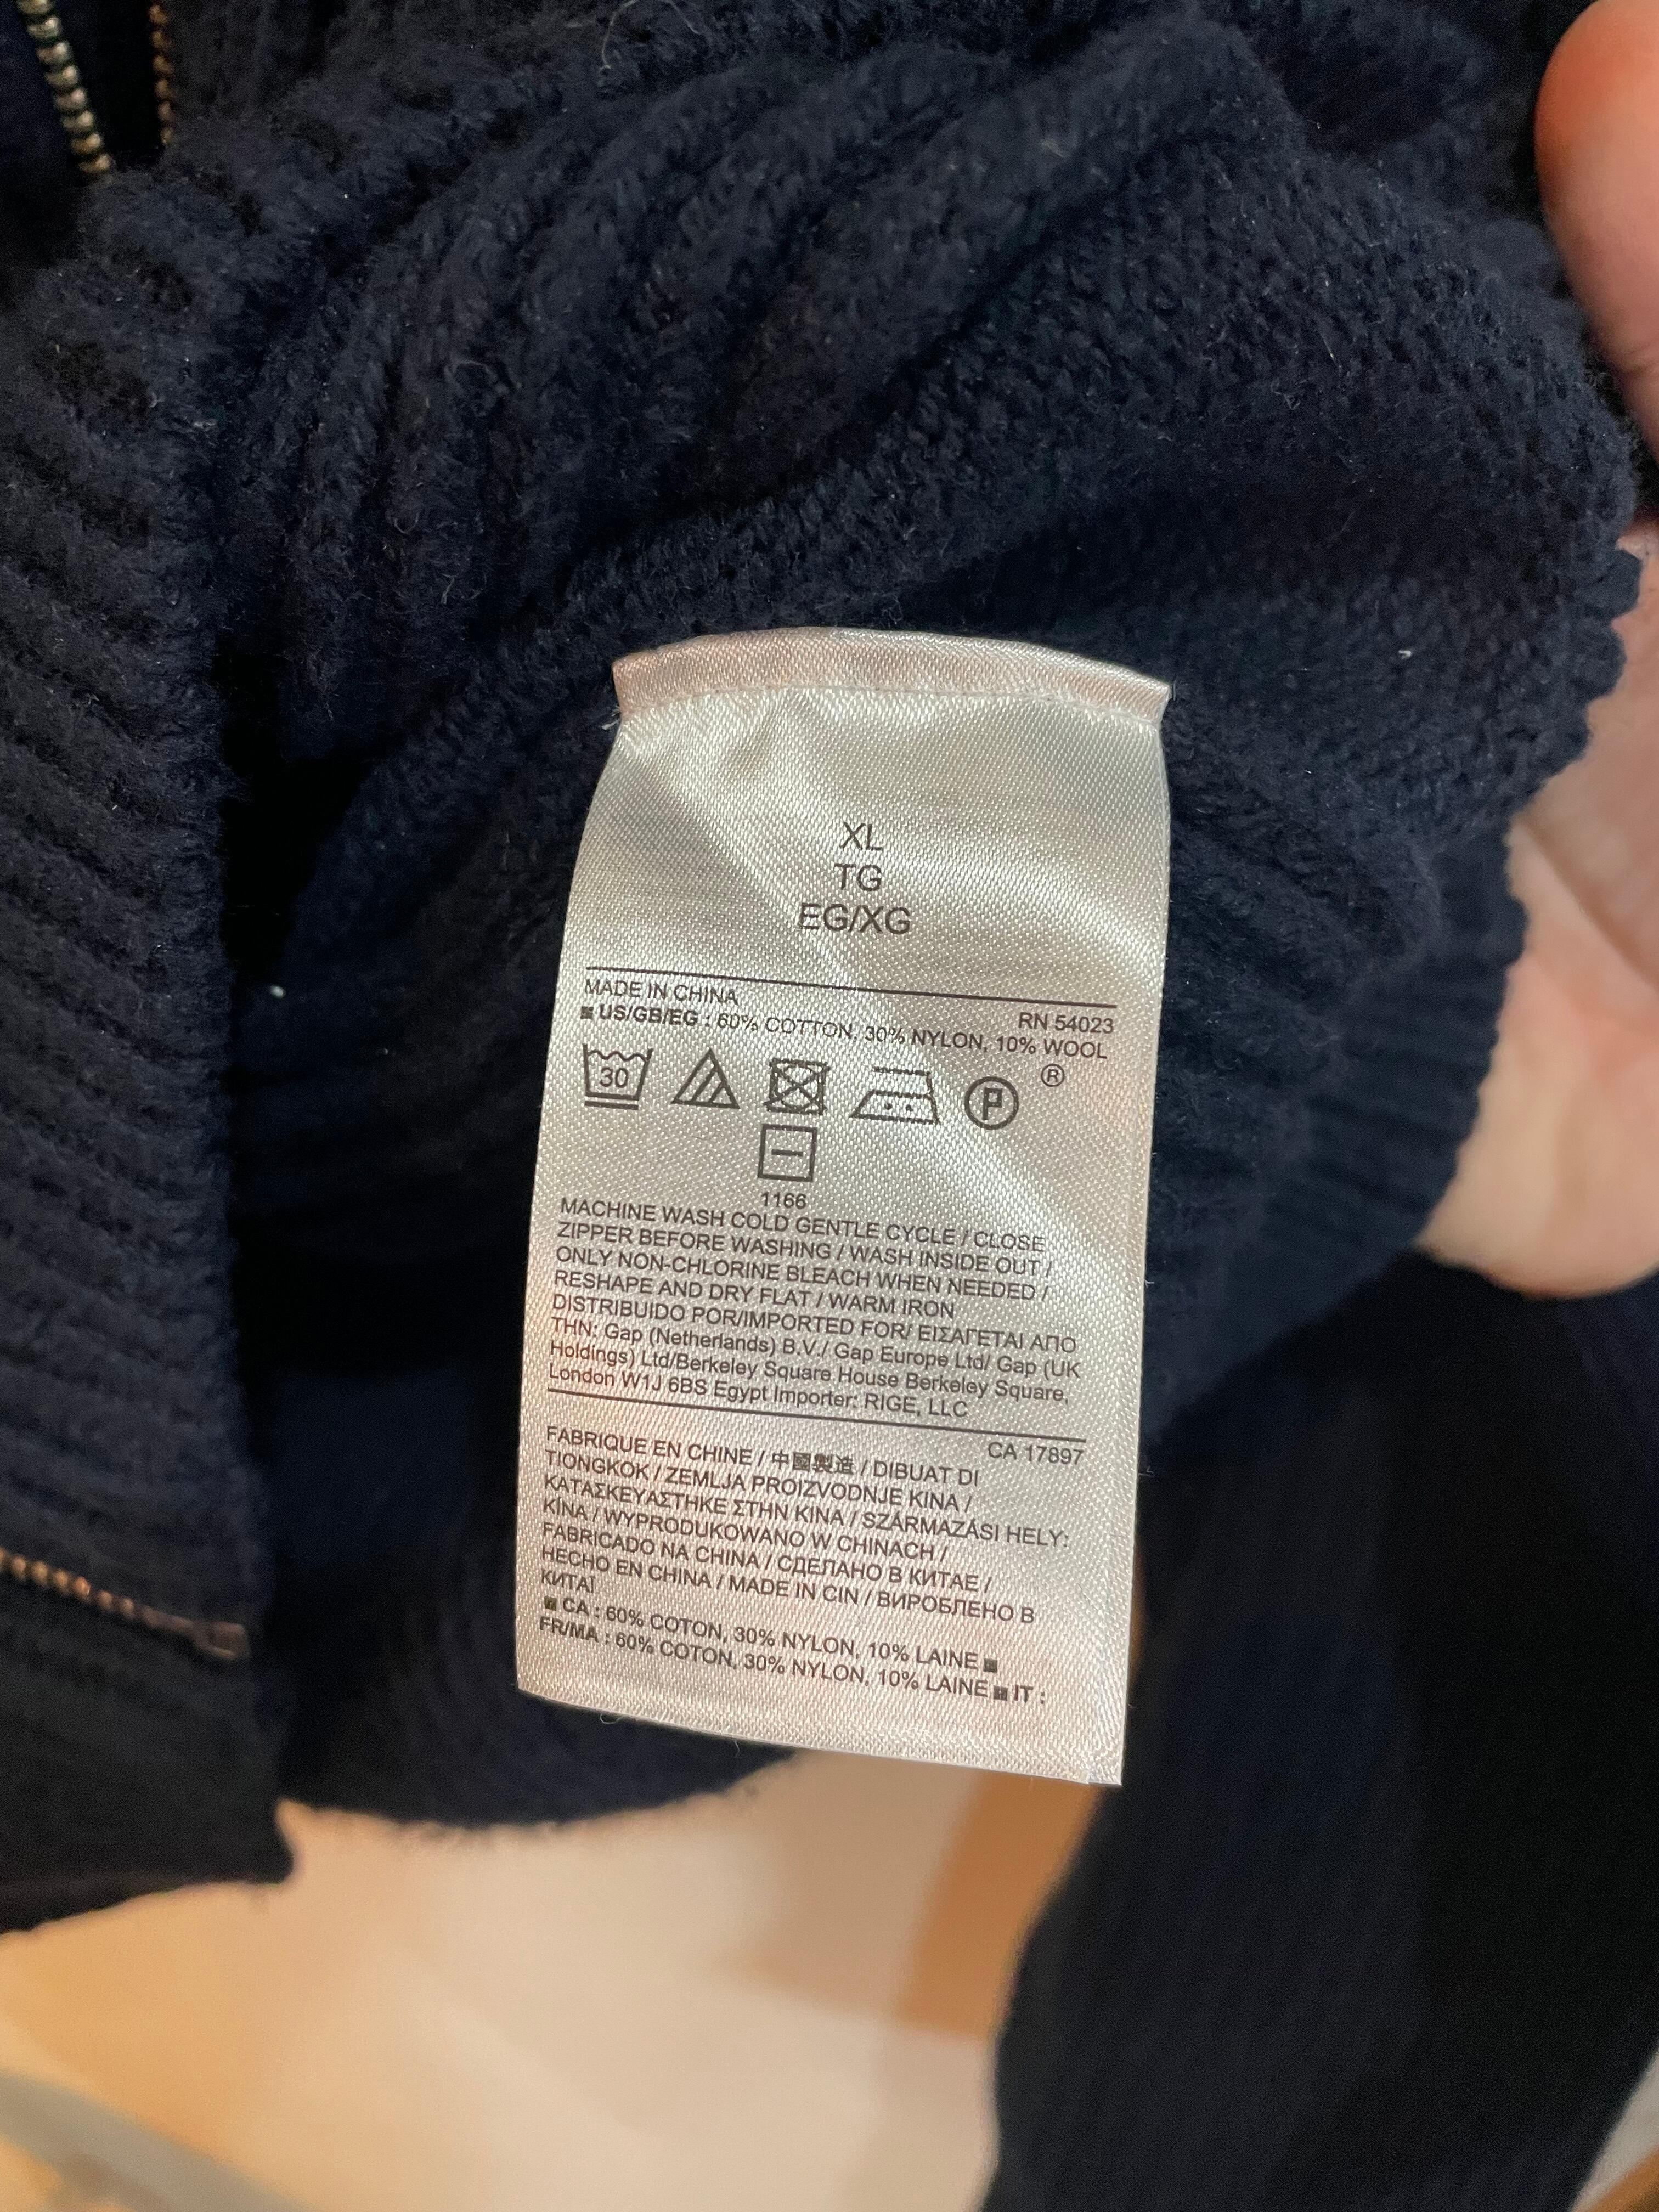 XL
TG
EG/XG
MADE IN CHINA
RN 54023
■ US/GB/EG : 60% COTTON, 30% NYLON, 10% WOOL
30 P ®
1166
MACHINE WASH COLD GENTLE CYCLE / CLOSE
ZIPPER BEFORE WASHING / WASH INSIDE OUT /
ONLY NON-CHLORINE BLEACH WHEN NEEDED /
RESHAPE AND DRY FLAT / WARM IRON
DISTRIBUIDO POR/IMPORTED FOR/ ΕΙΣΑΓΕΤΑΙ ΑΠΟ
ΤΗΝ: Gap (Netherlands) B.V./ Gap Europe Ltd/ Gap (UK
Holdings) Ltd/Berkeley Square House Berkeley Square,
London W1J 6BS Egypt Importer: RIGE, LLC
CA 17897
FABRIQUE EN CHINE / 中國製造 / DIBUAT DI
TIONGKOK / ZEMLJA PROIZVODNJE KINA /
ΚΑΤΑΣΚΕΥΑΣΤΗΚΕ ΣΤΗΝ ΚΙΝΑ / SZÁRMAZÁSI HELY:
KÍNA / WYPRODUKOWANO W CHINACH /
FABRICADO NA CHINA / СДЕЛАНО В КИТАЕ /
HECHO EN CHINA / MADE IN CIN / ВИРОБЛЕНО В
КИТАЇ
■ CA : 60% COTON, 30% NYLON, 10% LAINE ■
FR/MA : 60% COTON, 30% NYLON, 10% LAINE ■ IT :